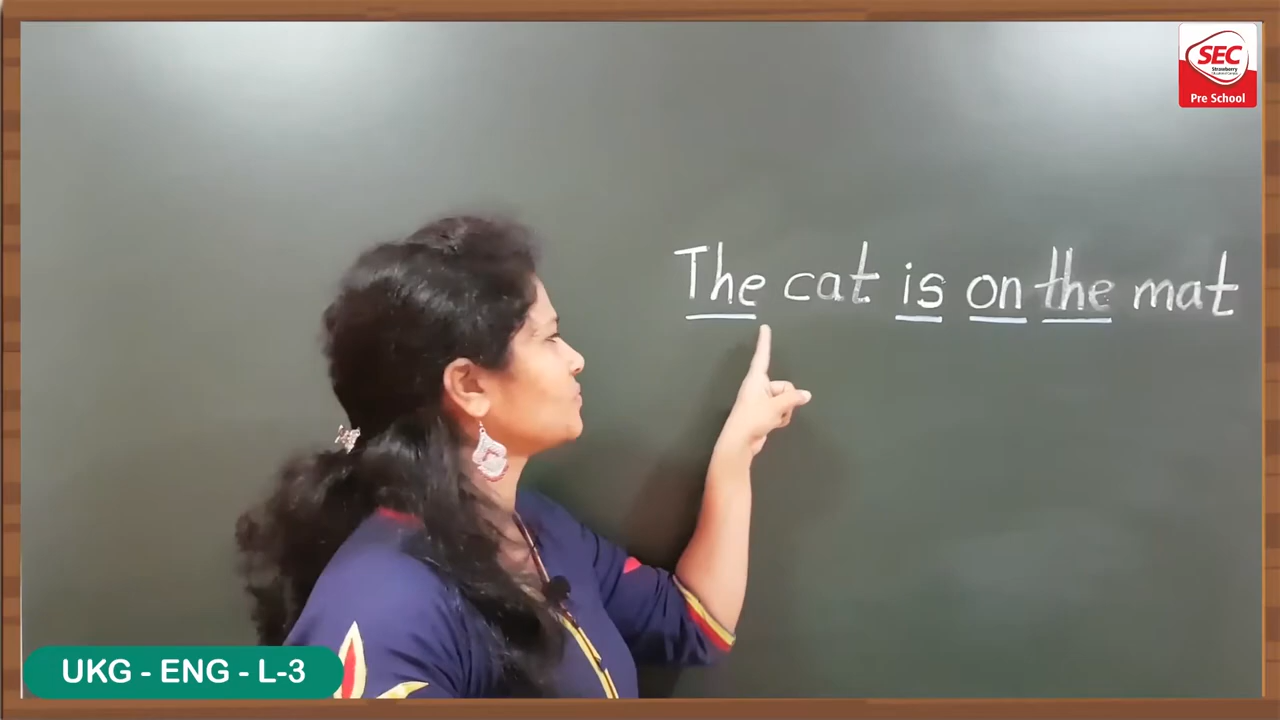 SEC
Pre School
The cat is on the mat
UKG - ENG - L-3